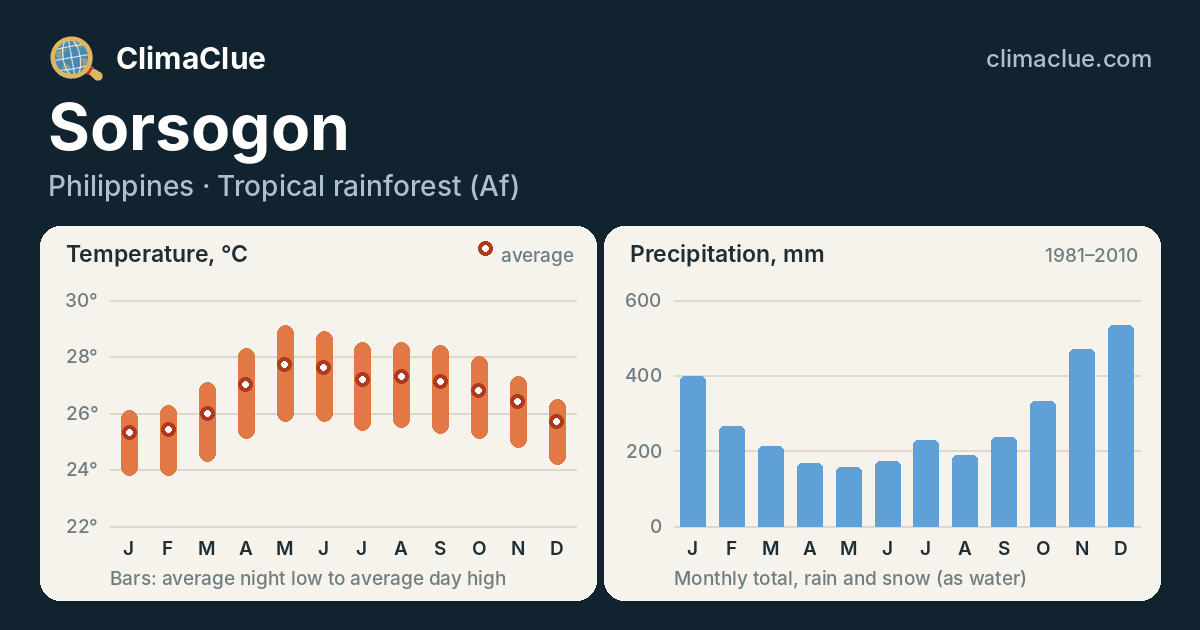 ClimaClue
climaclue.com
Sorsogon
Philippines · Tropical rainforest (Af)
Temperature, °C
average
30°
28°
26°
24°
22°
J F M A M J J A S O N D
Bars: average night low to average day high
Precipitation, mm
1981–2010
600
400
200
0
J F M A M J J A S O N D
Monthly total, rain and snow (as water)